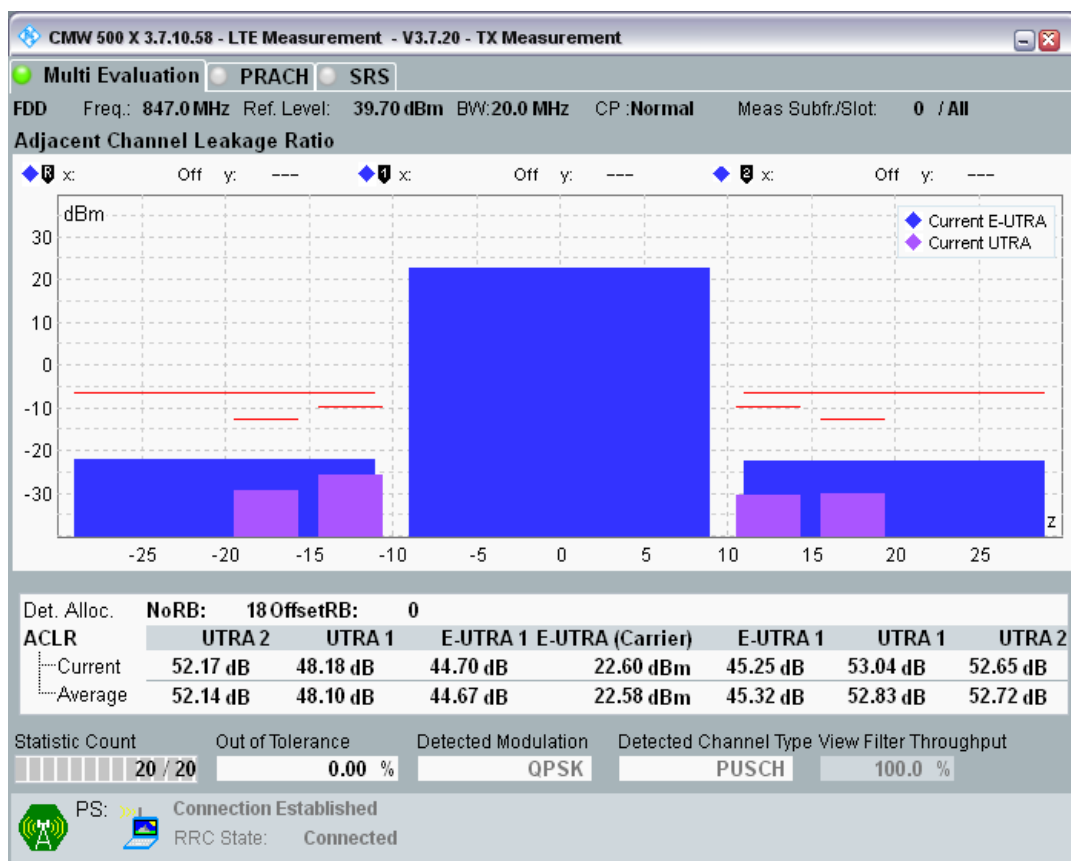 CMW 500 X 3.7.10.58 - LTE Measurement - V3.7.20 - TX Measurement
Multi Evaluation PRACH SRS
FDD Freq.: 847.0 MHz Ref. Level: 39.70 dBm BW:20.0 MHz CP :Normal Meas Subfr./Slot: 0 / All
Adjacent Channel Leakage Ratio
R x: Off y: --- 1 x: Off y: --- 2 x: Off y: ---
dBm
Current E-UTRA
Current UTRA
30
20
10
0
-10
-20
-30
z
-25 -20 -15 -10 -5 0 5 10 15 20 25
Det. Alloc. NoRB: 18 OffsetRB: 0
ACLR UTRA 2 UTRA 1 E-UTRA 1 E-UTRA (Carrier) E-UTRA 1 UTRA 1 UTRA 2
Current 52.17 dB 48.18 dB 44.70 dB 22.60 dBm 45.25 dB 53.04 dB 52.65 dB
Average 52.14 dB 48.10 dB 44.67 dB 22.58 dBm 45.32 dB 52.83 dB 52.72 dB
Statistic Count Out of Tolerance Detected Modulation Detected Channel Type View Filter Throughput
20 / 20 0.00 % QPSK PUSCH 100.0 %
PS: Connection Established
RRC State: Connected